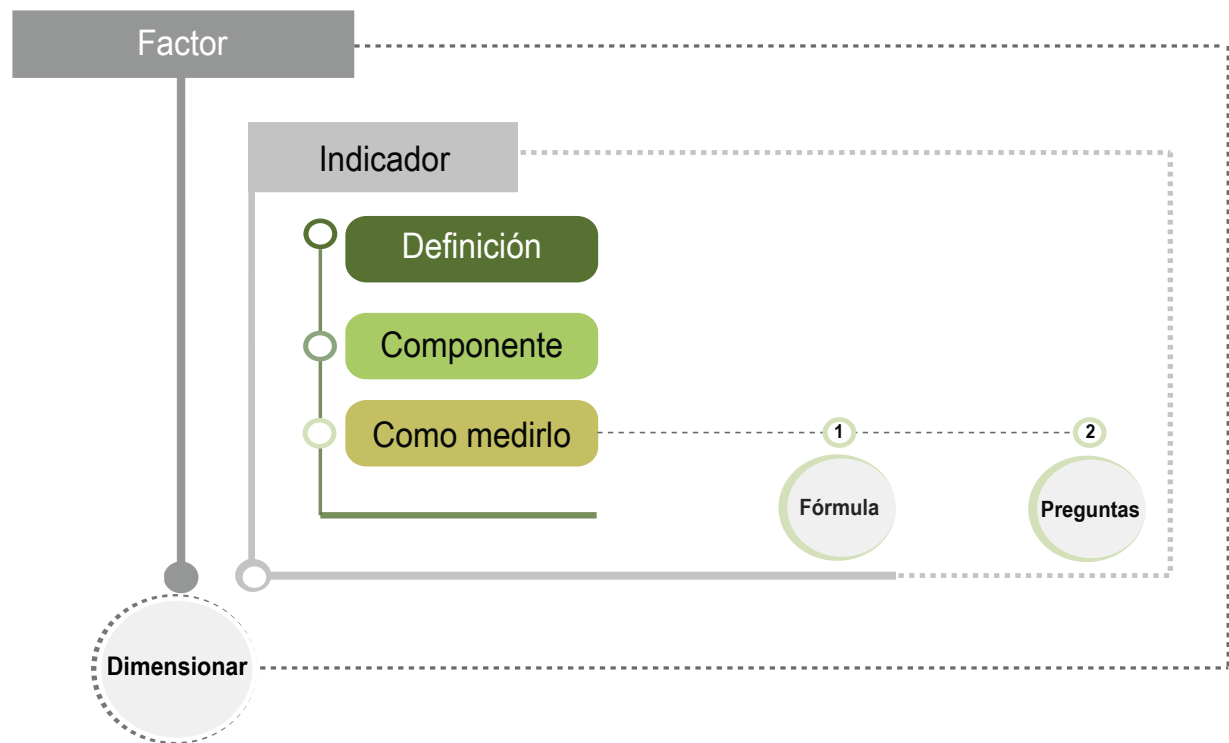 Factor
Indicador
Definición
Componente
Como medirlo
1
2
Fórmula
Preguntas
Dimensionar